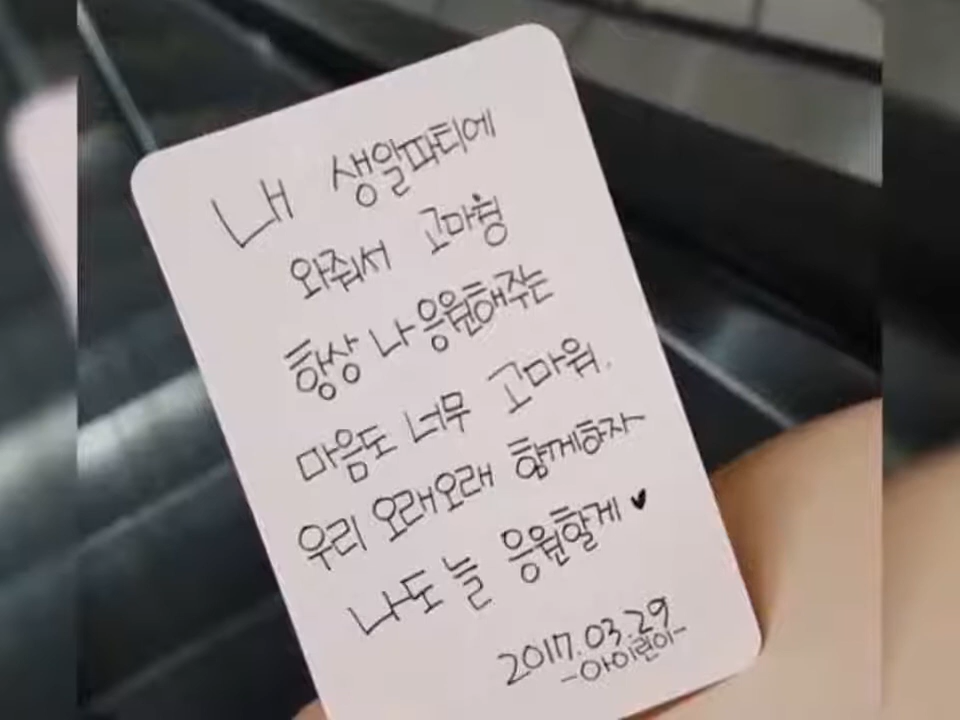 내 생일파티에
와줘서 고마웡
항상 나 응원해주는
마음도 너무 고마워.
우리 오래오래 함께하자
나도 늘 응원할게 ♥
2017.03.29
-아이린이-